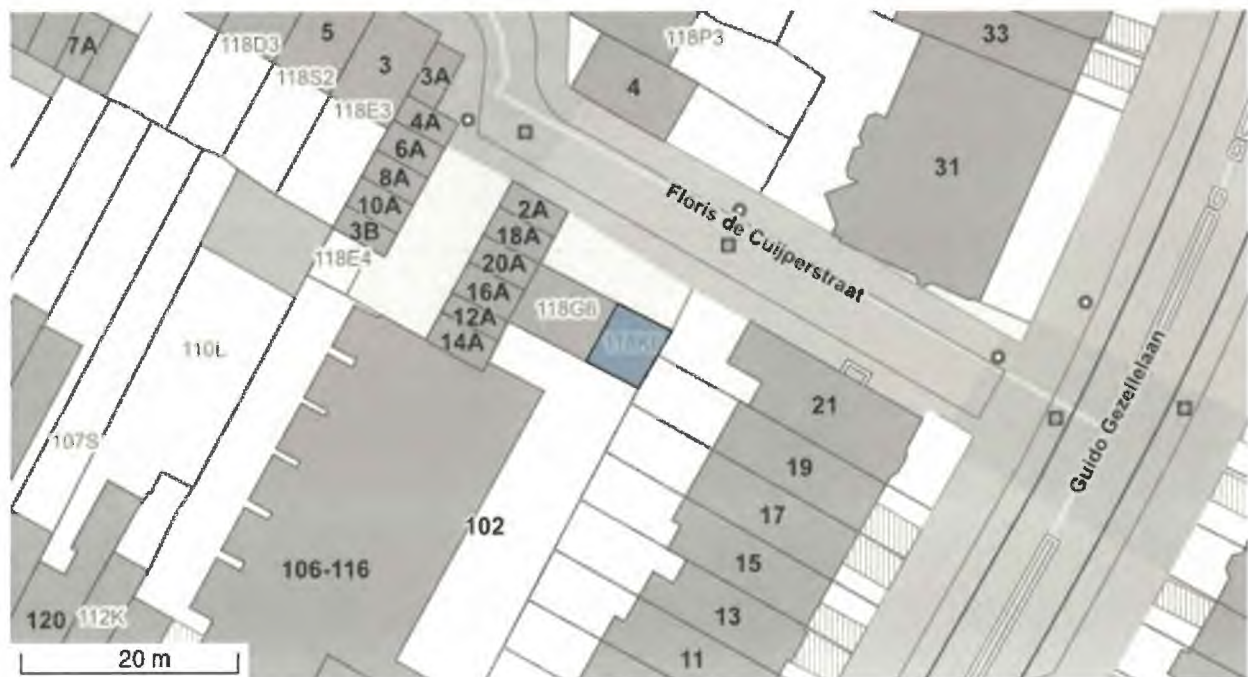 33
5
7A
118P3
118D3
3
3A
118S2
4
118E3
4A
6A
31
8A
10A
2A
Floris de Cuijperstraat
3B
18A
118E4
20A
16A
118G8
12A
14A
110L
21
Guido Gezellelaan
107S
19
17
102
15
106-116
13
120
112K
11
20 m